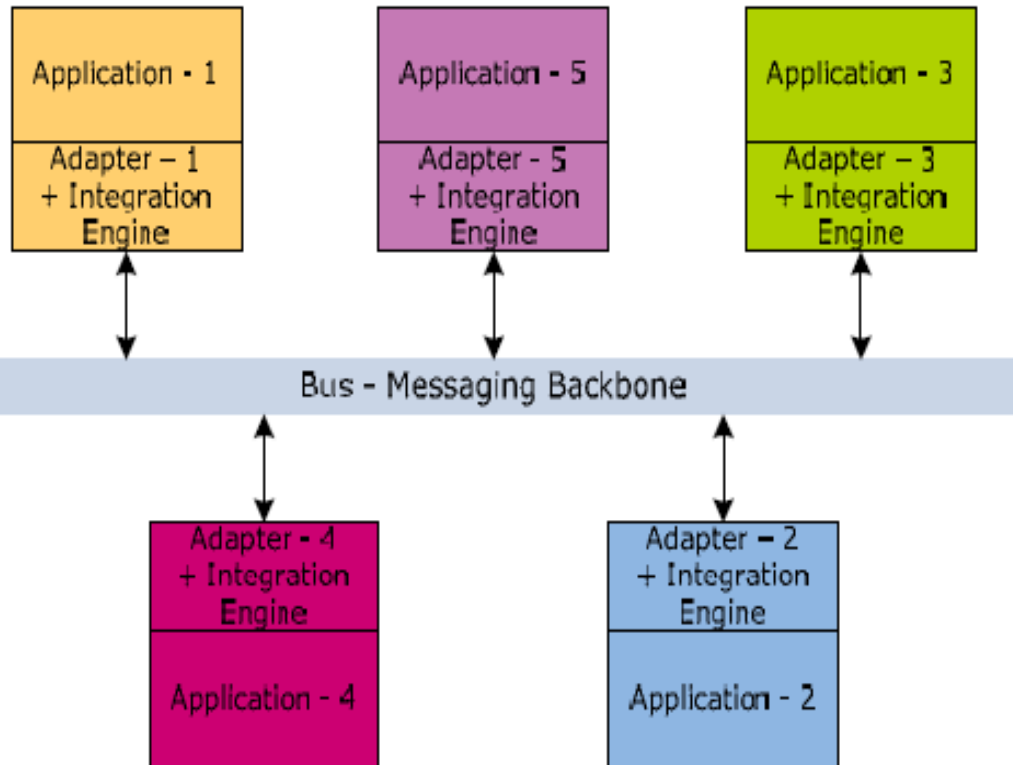 Application - 1
Adapter – 1
+ Integration
Engine
Application - 5
Adapter - 5
+ Integration
Engine
Application - 3
Adapter – 3
+ Integration
Engine
Bus - Messaging Backbone
Adapter - 4
+ Integration
Engine
Application - 4
Adapter – 2
+ Integration
Engine
Application - 2